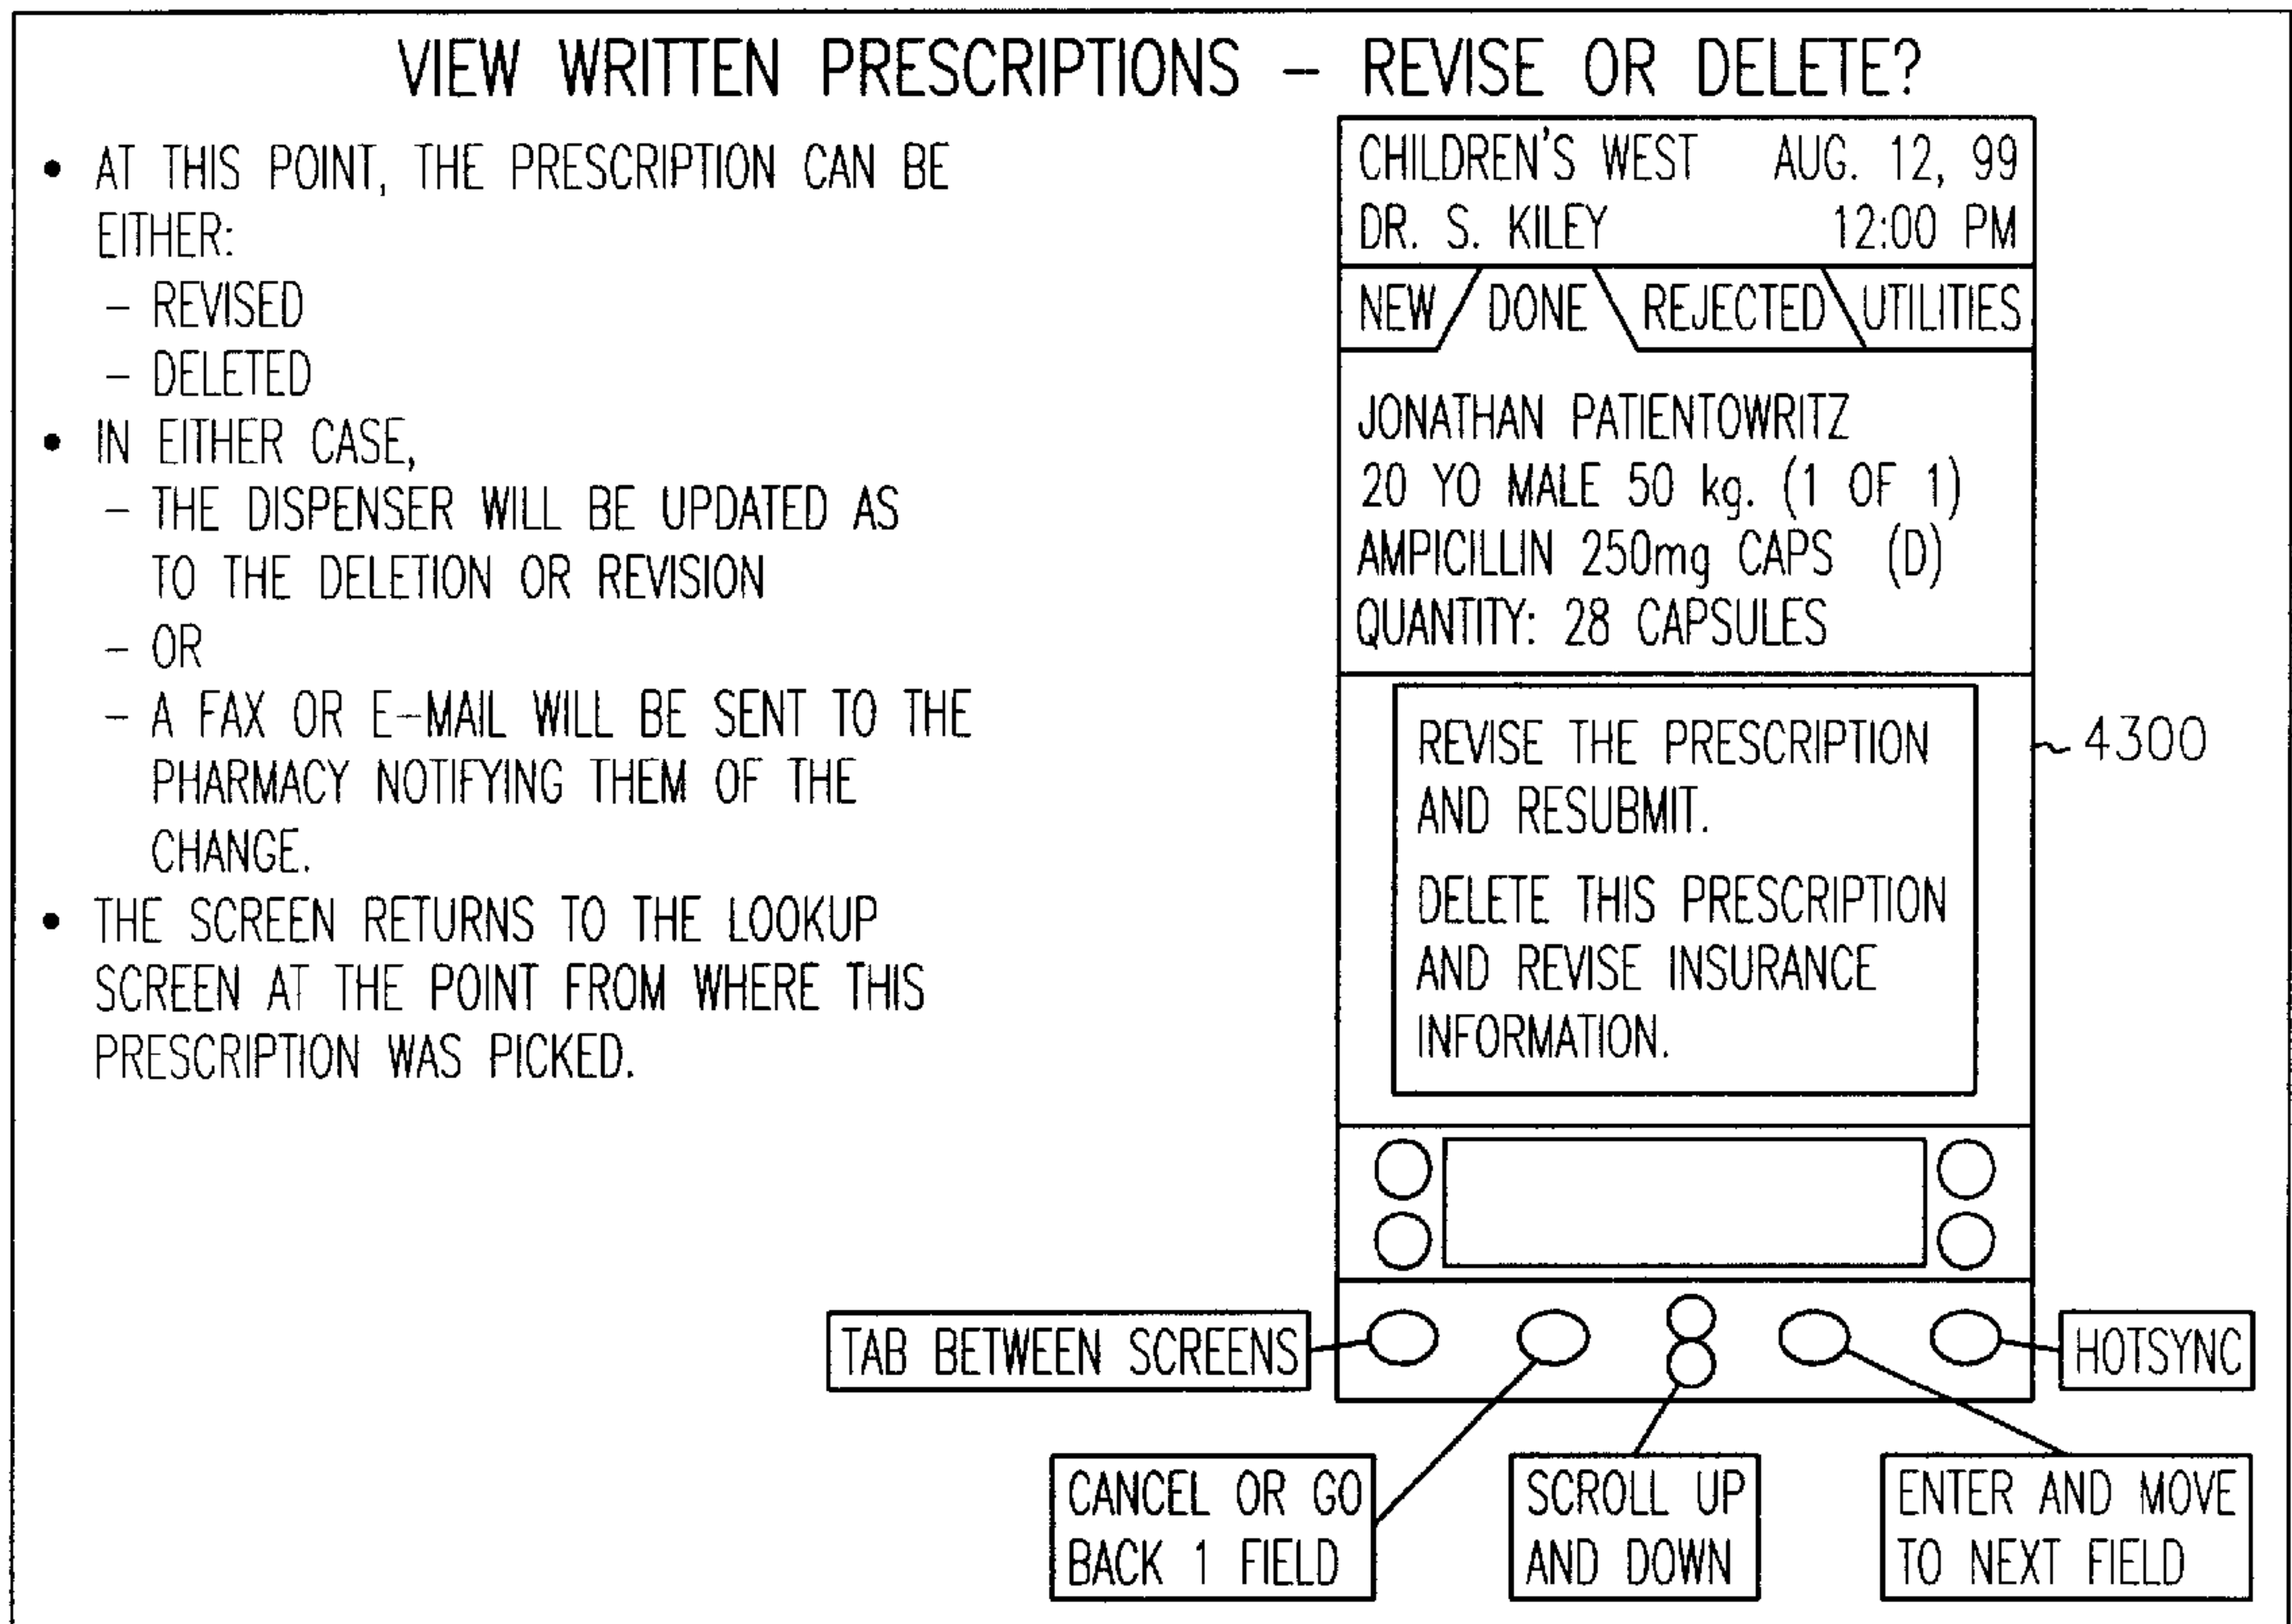 VIEW WRITTEN PRESCRIPTIONS – REVISE OR DELETE?
• AT THIS POINT, THE PRESCRIPTION CAN BE
EITHER:
– REVISED
– DELETED
• IN EITHER CASE,
– THE DISPENSER WILL BE UPDATED AS
TO THE DELETION OR REVISION
– OR
– A FAX OR E–MAIL WILL BE SENT TO THE
PHARMACY NOTIFYING THEM OF THE
CHANGE.
• THE SCREEN RETURNS TO THE LOOKUP
SCREEN AT THE POINT FROM WHERE THIS
PRESCRIPTION WAS PICKED.
CHILDREN'S WEST AUG. 12, 99
DR. S. KILEY 12:00 PM
NEW DONE REJECTED UTILITIES
JONATHAN PATIENTOWRITZ
20 YO MALE 50 kg. (1 OF 1)
AMPICILLIN 250mg CAPS (D)
QUANTITY: 28 CAPSULES
REVISE THE PRESCRIPTION
AND RESUBMIT.
DELETE THIS PRESCRIPTION
AND REVISE INSURANCE
INFORMATION.
4300
TAB BETWEEN SCREENS
HOTSYNC
CANCEL OR GO
BACK 1 FIELD
SCROLL UP
AND DOWN
ENTER AND MOVE
TO NEXT FIELD